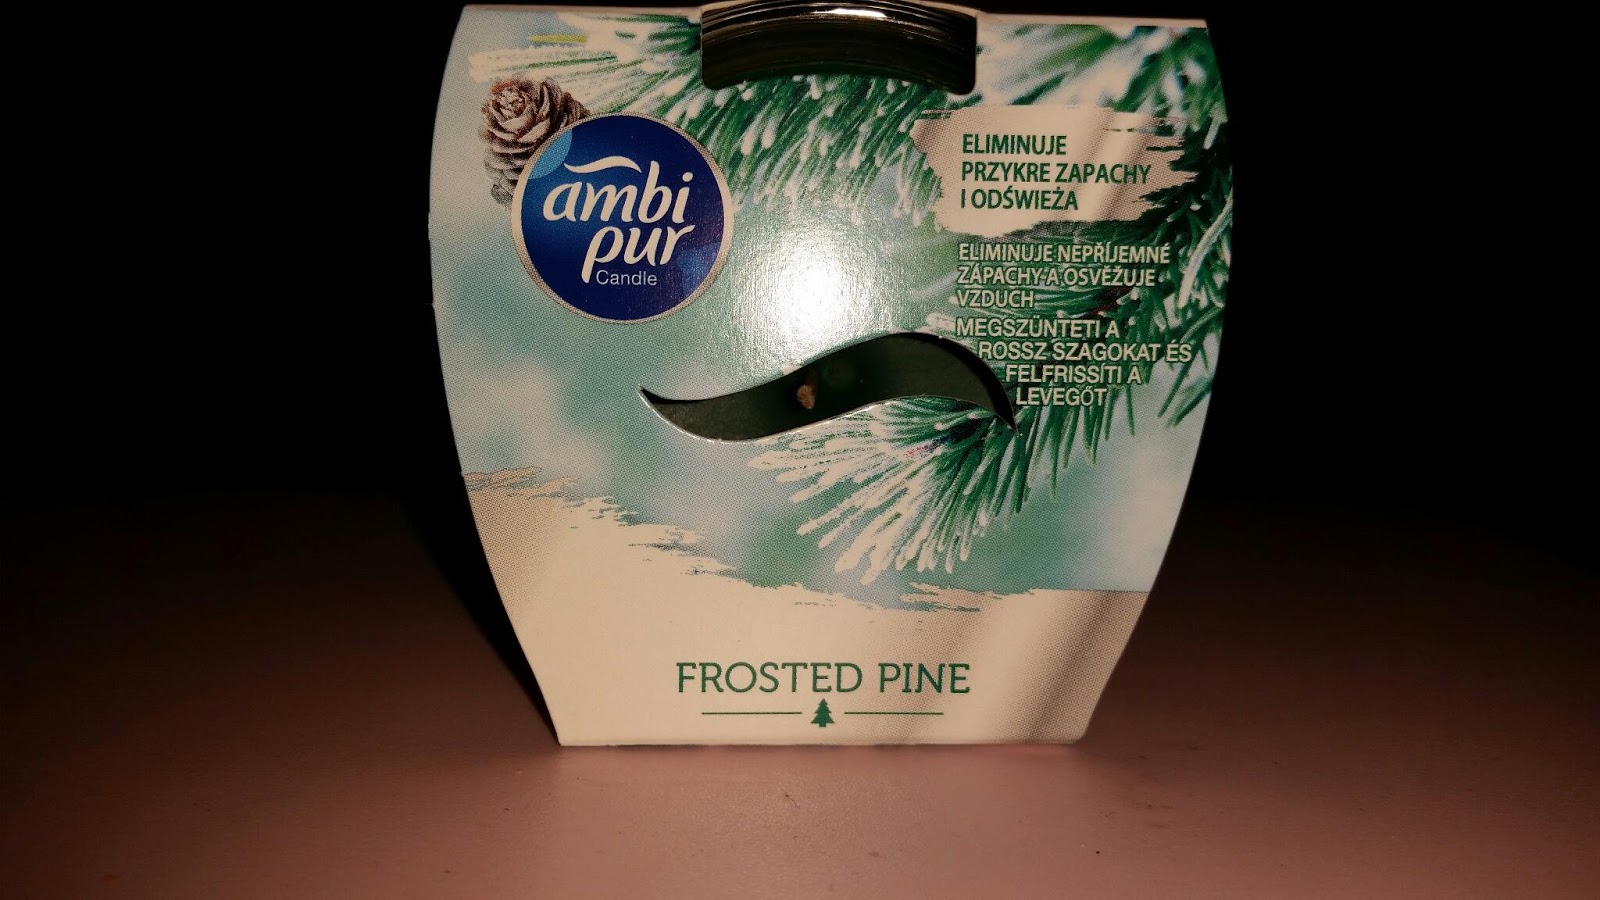 ambi
pur
Candle
ELIMINUJE
PRZYKRE ZAPACHY
I ODŚWIEŻA
ELIMINUJE NEPŘÍJEMNÉ
ZÁPACHY A OSVĚŽUJE
VZDUCH
MEGSZÜNTETI A
ROSSZ SZAGOKAT ÉS
FELFRISSÍTI A
LEVEGŐT
FROSTED PINE